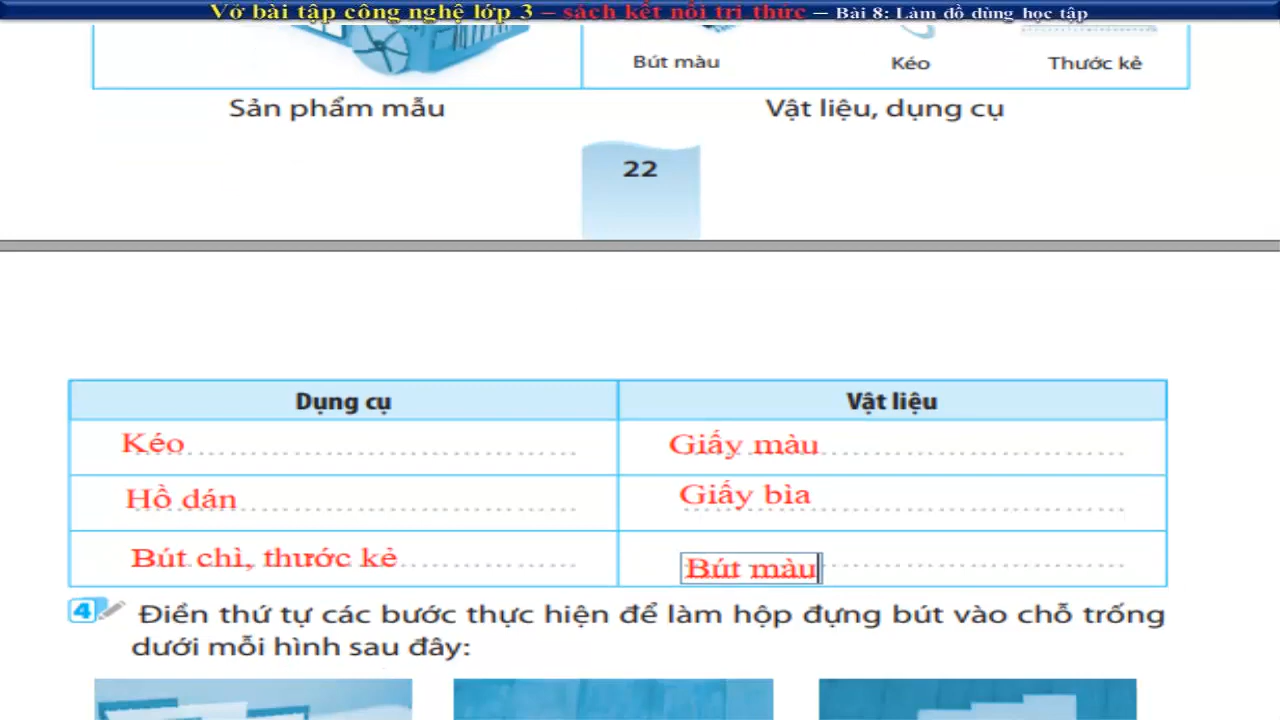 Vở bài tập công nghệ lớp 3 – sách kết nối tri thức – Bài 8: Làm đồ dùng học tập
Bút màu Kéo Thước kẻ
Sản phẩm mẫu Vật liệu, dụng cụ
22
Dụng cụ Vật liệu
Kéo Giấy màu
Hồ dán Giấy bìa
Bút chì, thước kẻ Bút màu
4 Điền thứ tự các bước thực hiện để làm hộp đựng bút vào chỗ trống
dưới mỗi hình sau đây: